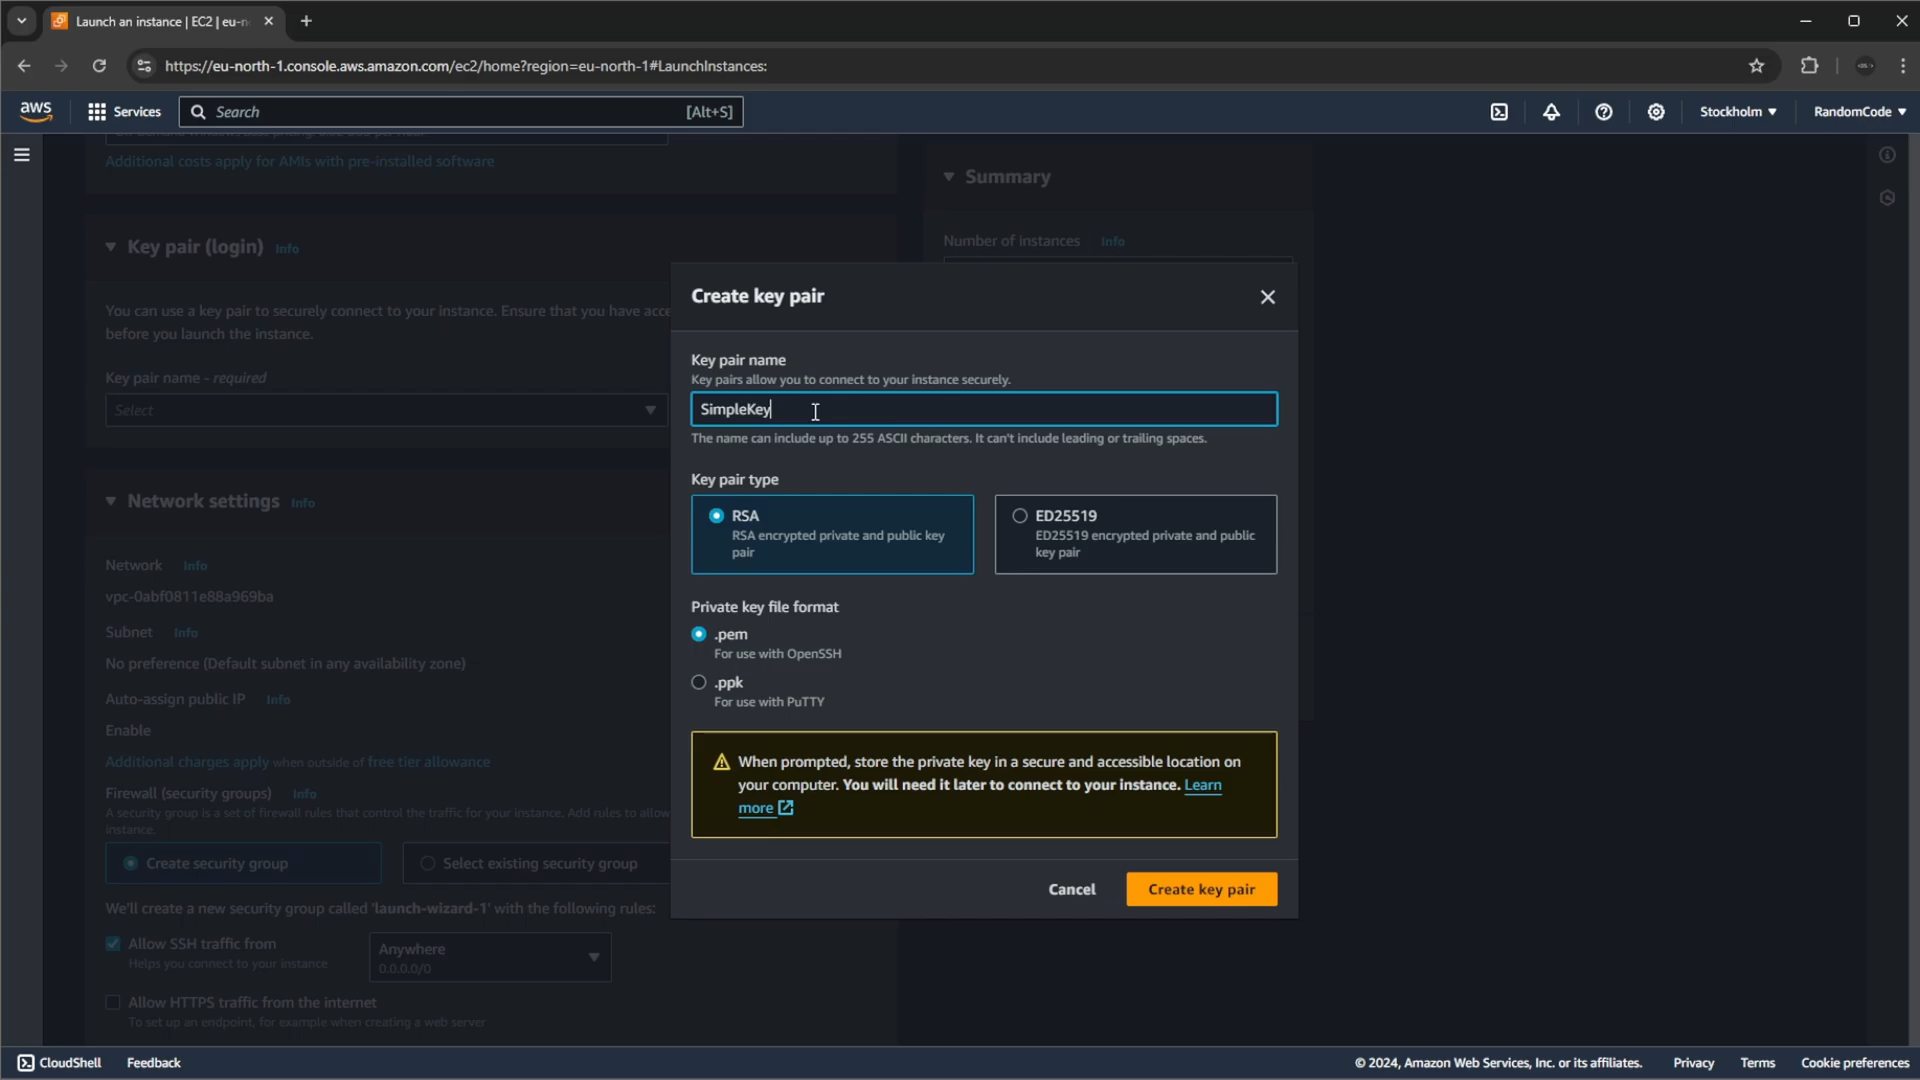 Launch an instance | EC2 | eu-n
https://eu-north-1.console.aws.amazon.com/ec2/home?region=eu-north-1#LaunchInstances:
aws
Services
Search
[Alt+S]
Stockholm
RandomCode
Additional costs apply for AMIs with pre-installed software
Summary
Key pair (login) Info
Number of instances Info
You can use a key pair to securely connect to your instance. Ensure that you have acce
before you launch the instance.
Key pair name - required
Select
Create key pair
Key pair name
Key pairs allow you to connect to your instance securely.
SimpleKey
The name can include up to 255 ASCII characters. It can't include leading or trailing spaces.
Key pair type
RSA
RSA encrypted private and public key
pair
ED25519
ED25519 encrypted private and public
key pair
Private key file format
.pem
For use with OpenSSH
.ppk
For use with PuTTY
When prompted, store the private key in a secure and accessible location on
your computer. You will need it later to connect to your instance. Learn
more
Cancel
Create key pair
Network settings Info
Network Info
vpc-0abf0811e88a969ba
Subnet Info
No preference (Default subnet in any availability zone)
Auto-assign public IP Info
Enable
Additional charges apply when outside of free tier allowance
Firewall (security groups) Info
A security group is a set of firewall rules that control the traffic for your instance. Add rules to allow
instance.
Create security group
Select existing security group
We'll create a new security group called 'launch-wizard-1' with the following rules:
Allow SSH traffic from
Helps you connect to your instance
Anywhere
0.0.0.0/0
Allow HTTPS traffic from the internet
To set up an endpoint, for example when creating a web server
CloudShell
Feedback
© 2024, Amazon Web Services, Inc. or its affiliates.
Privacy
Terms
Cookie preferences